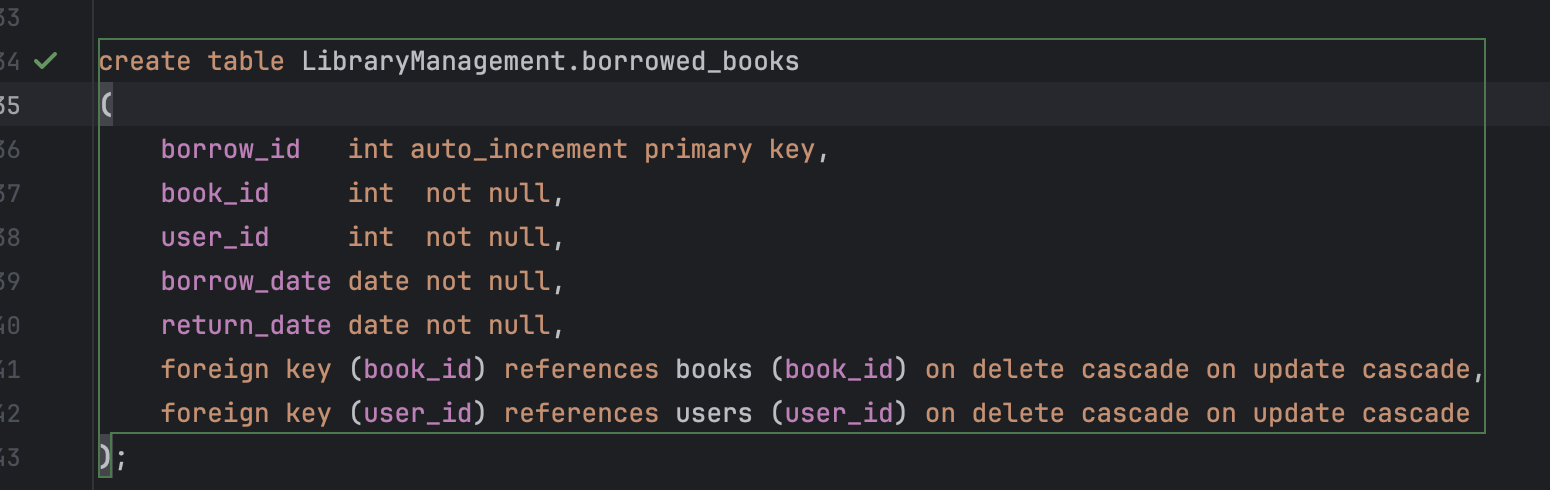 33
34 create table LibraryManagement.borrowed_books
35 (
36     borrow_id   int auto_increment primary key,
37     book_id     int  not null,
38     user_id     int  not null,
39     borrow_date date not null,
40     return_date date not null,
41     foreign key (book_id) references books (book_id) on delete cascade on update cascade,
42     foreign key (user_id) references users (user_id) on delete cascade on update cascade
43 );